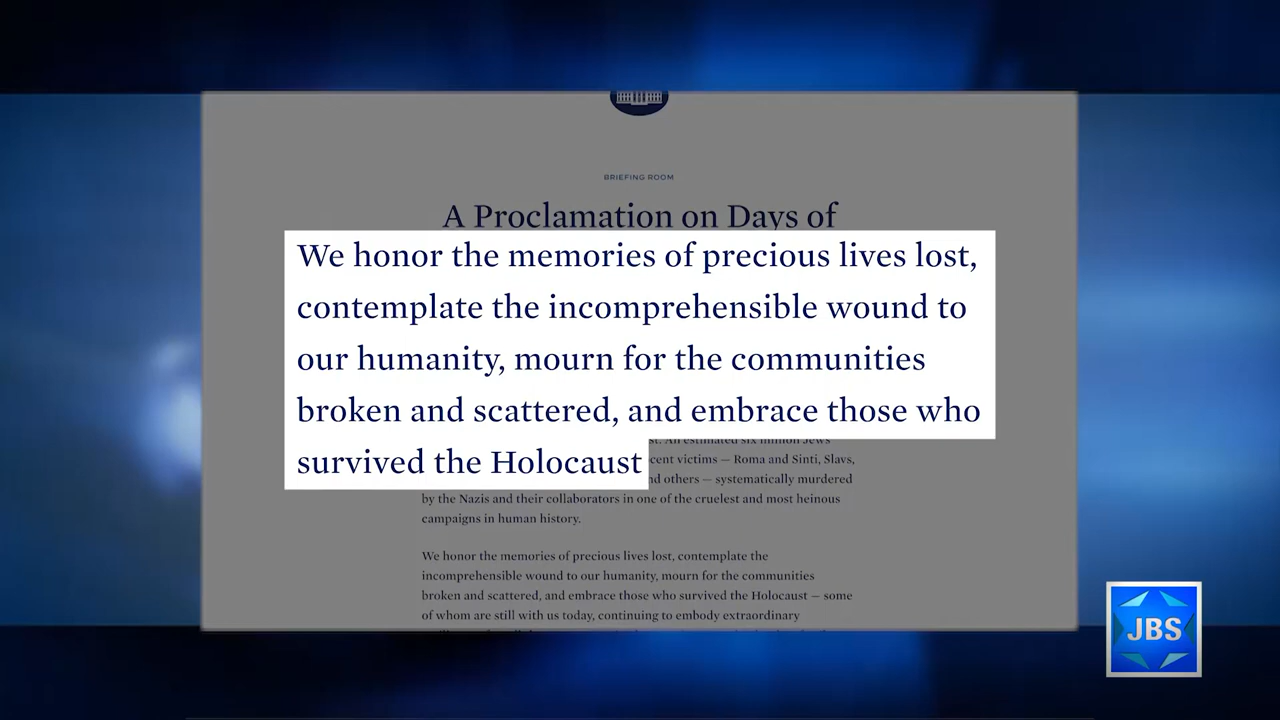 BRIEFING ROOM
A Proclamation on Days of
We honor the memories of precious lives lost,
contemplate the incomprehensible wound to
our humanity, mourn for the communities
broken and scattered, and embrace those who
survived the Holocaust
An estimated six million Jews
victims — Roma and Sinti, Slavs,
others — systematically murdered
by the Nazis and their collaborators in one of the cruelest and most heinous
campaigns in human history.
We honor the memories of precious lives lost, contemplate the
incomprehensible wound to our humanity, mourn for the communities
broken and scattered, and embrace those who survived the Holocaust — some
of whom are still with us today, continuing to embody extraordinary
JBS